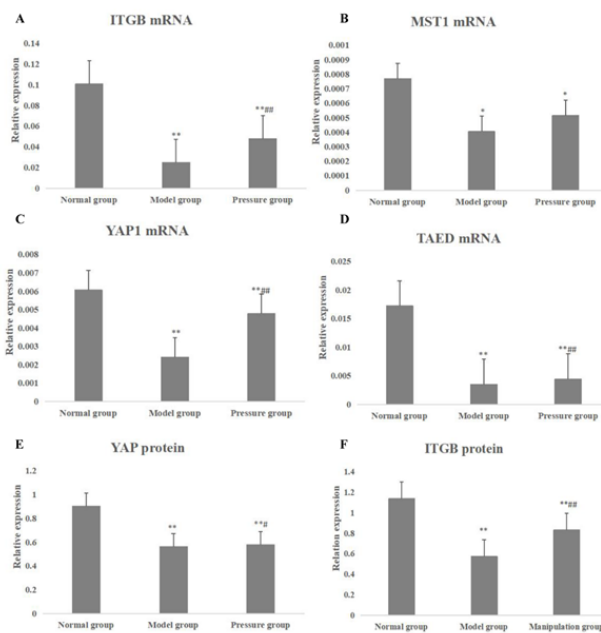 A
ITGB mRNA
Relative expression
0.14
0.12
0.1
0.08
0.06
0.04
0.02
0
**
**##
Normal group Model group Pressure group
B
MST1 mRNA
Relative expression
0.001
0.0009
0.0008
0.0007
0.0006
0.0005
0.0004
0.0003
0.0002
0.0001
0
*
*
Normal group Model group Pressure group
C
YAP1 mRNA
Relative expression
0.008
0.007
0.006
0.005
0.004
0.003
0.002
0.001
0
**
**##
Normal group Model group Pressure group
D
TAED mRNA
Relative expression
0.025
0.02
0.015
0.01
0.005
0
**
**##
Normal group Model group Pressure group
E
YAP protein
Relative expression
1.2
1
0.8
0.6
0.4
0.2
0
**
**#
Normal group Model group Pressure group
F
ITGB protein
Relation expression
1.4
1.2
1
0.8
0.6
0.4
0.2
0
**
**##
Normal group Model group Manipulation group